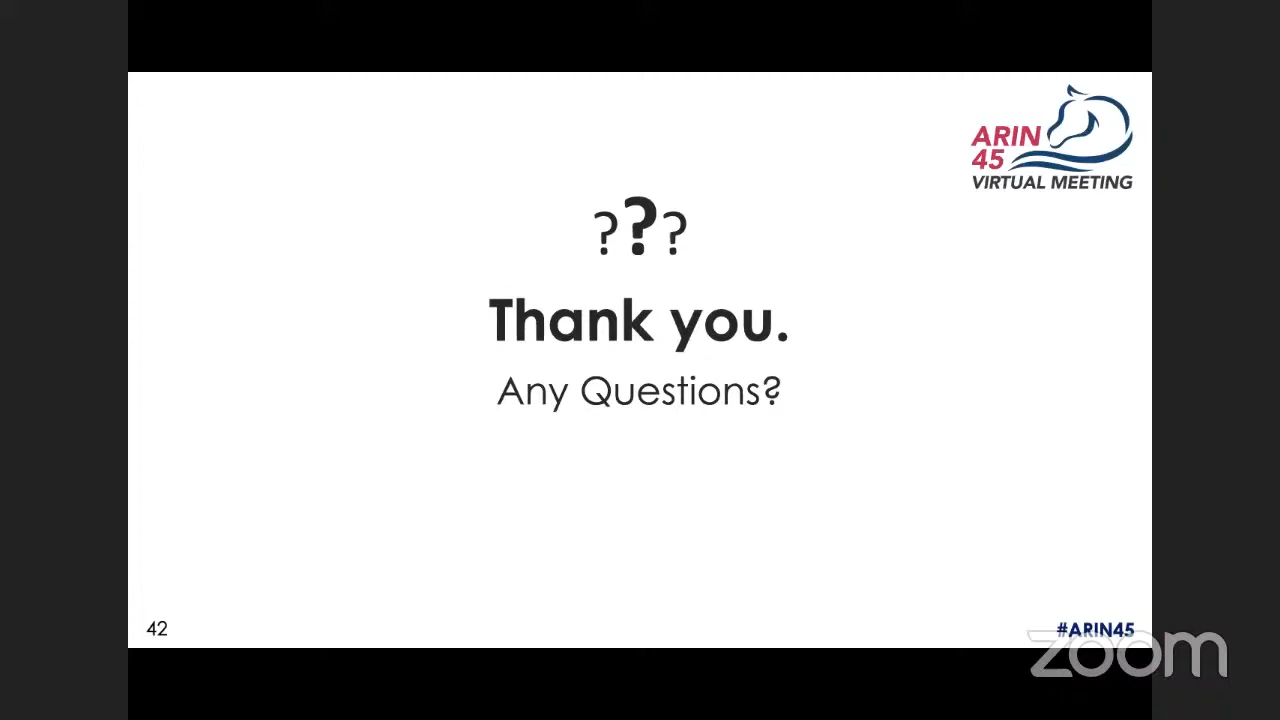 ARIN
45
VIRTUAL MEETING
???
Thank you.
Any Questions?
42
#ARIN45
zoom